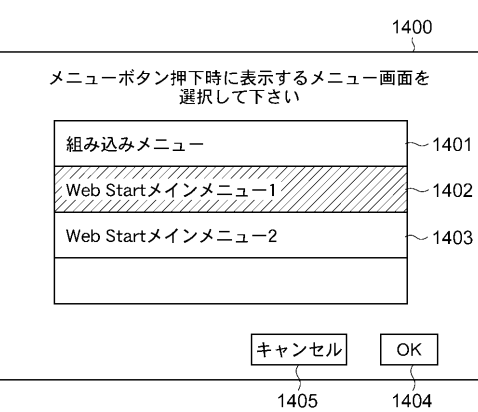 1400
メニューボタン押下時に表示するメニュー画面を
選択して下さい
組み込みメニュー
1401
Web Startメインメニュー1
1402
Web Startメインメニュー2
1403
キャンセル
OK
1405
1404